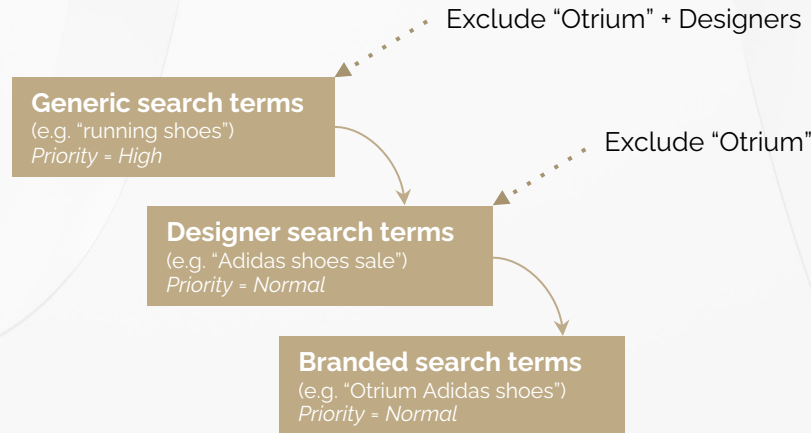 Exclude “Otrium” + Designers
Generic search terms
(e.g. “running shoes”)
Priority = High
Exclude “Otrium”
Designer search terms
(e.g. “Adidas shoes sale”)
Priority = Normal
Branded search terms
(e.g. “Otrium Adidas shoes”)
Priority = Normal